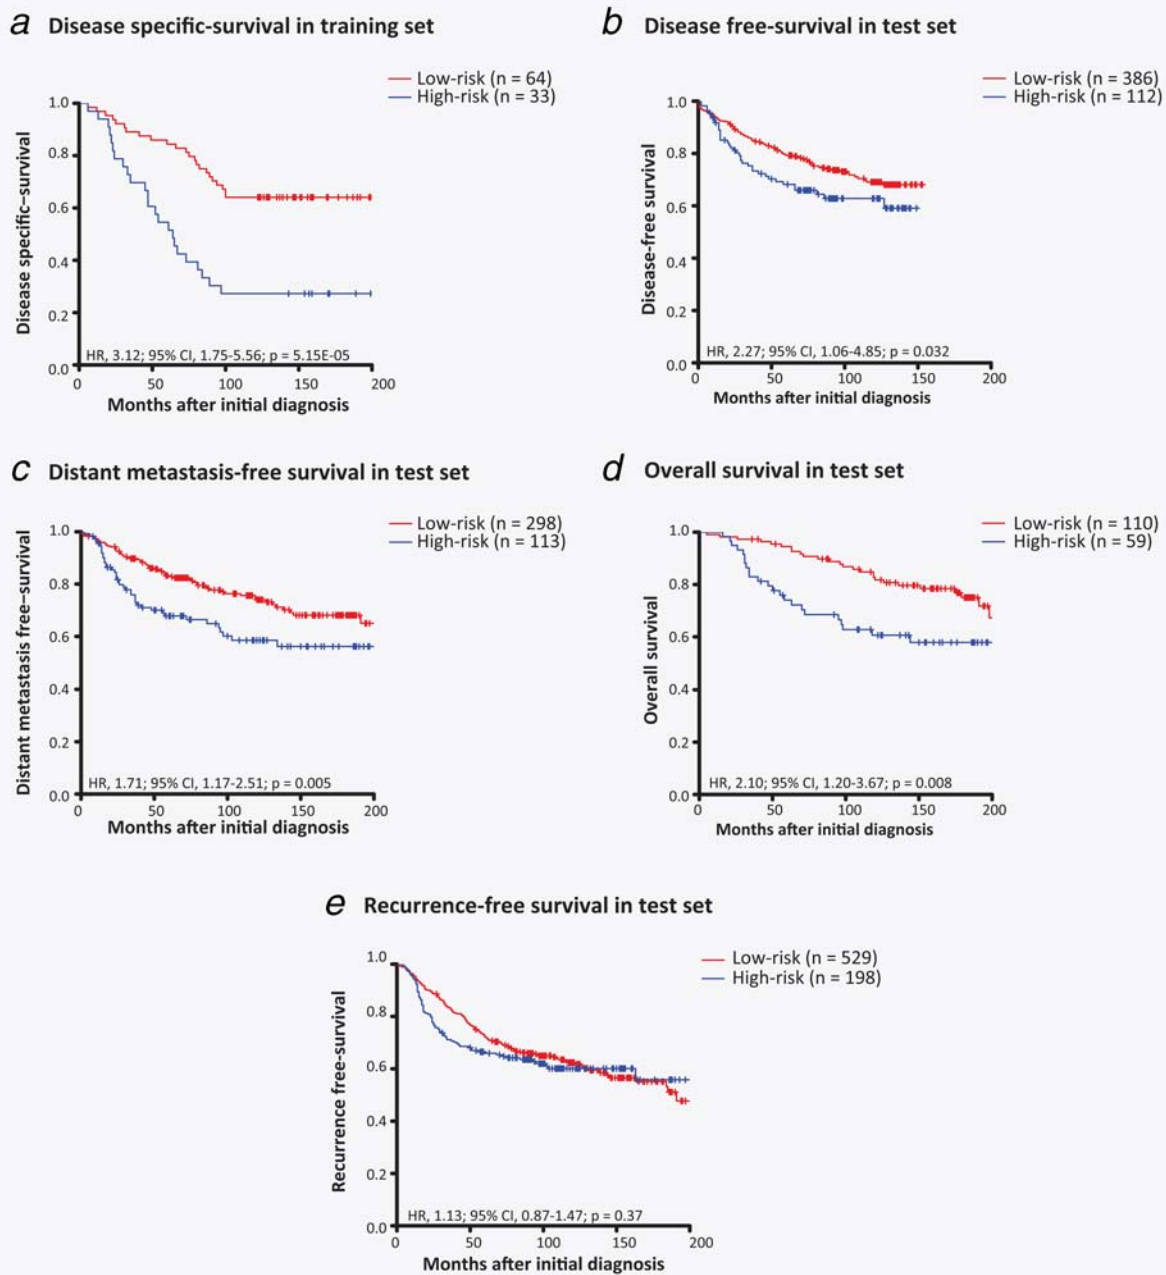 a Disease specific-survival in training set
Low-risk (n = 64)
High-risk (n = 33)
Disease specific–survival
1.0
0.8
0.6
0.4
0.2
0.0
HR, 3.12; 95% CI, 1.75-5.56; p = 5.15E-05
0 50 100 150 200
Months after initial diagnosis
b Disease free-survival in test set
Low-risk (n = 386)
High-risk (n = 112)
Disease-free survival
1.0
0.8
0.6
0.4
0.2
0.0
HR, 2.27; 95% CI, 1.06-4.85; p = 0.032
0 50 100 150 200
Months after initial diagnosis
c Distant metastasis-free survival in test set
Low-risk (n = 298)
High-risk (n = 113)
Distant metastasis free–survival
1.0
0.8
0.6
0.4
0.2
0.0
HR, 1.71; 95% CI, 1.17-2.51; p = 0.005
0 50 100 150 200
Months after initial diagnosis
d Overall survival in test set
Low-risk (n = 110)
High-risk (n = 59)
Overall survival
1.0
0.8
0.6
0.4
0.2
0.0
HR, 2.10; 95% CI, 1.20-3.67; p = 0.008
0 50 100 150 200
Months after initial diagnosis
e Recurrence-free survival in test set
Low-risk (n = 529)
High-risk (n = 198)
Recurrence free-survival
1.0
0.8
0.6
0.4
0.2
0.0
HR, 1.13; 95% CI, 0.87-1.47; p = 0.37
0 50 100 150 200
Months after initial diagnosis